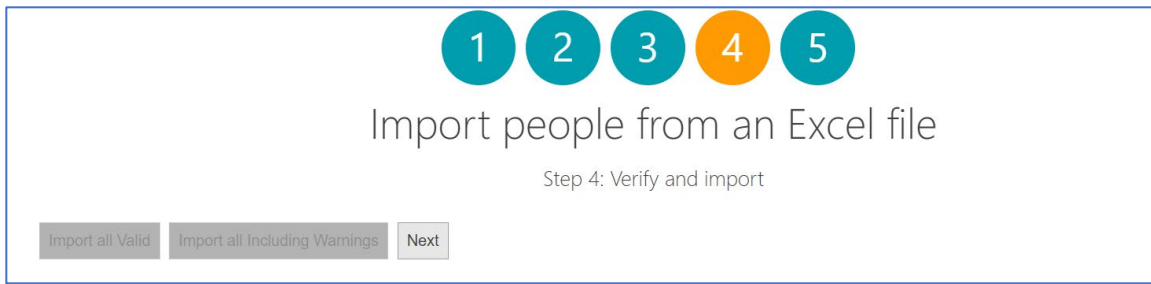 1 2 3 4 5
Import people from an Excel file
Step 4: Verify and import
Import all Valid Import all Including Warnings Next